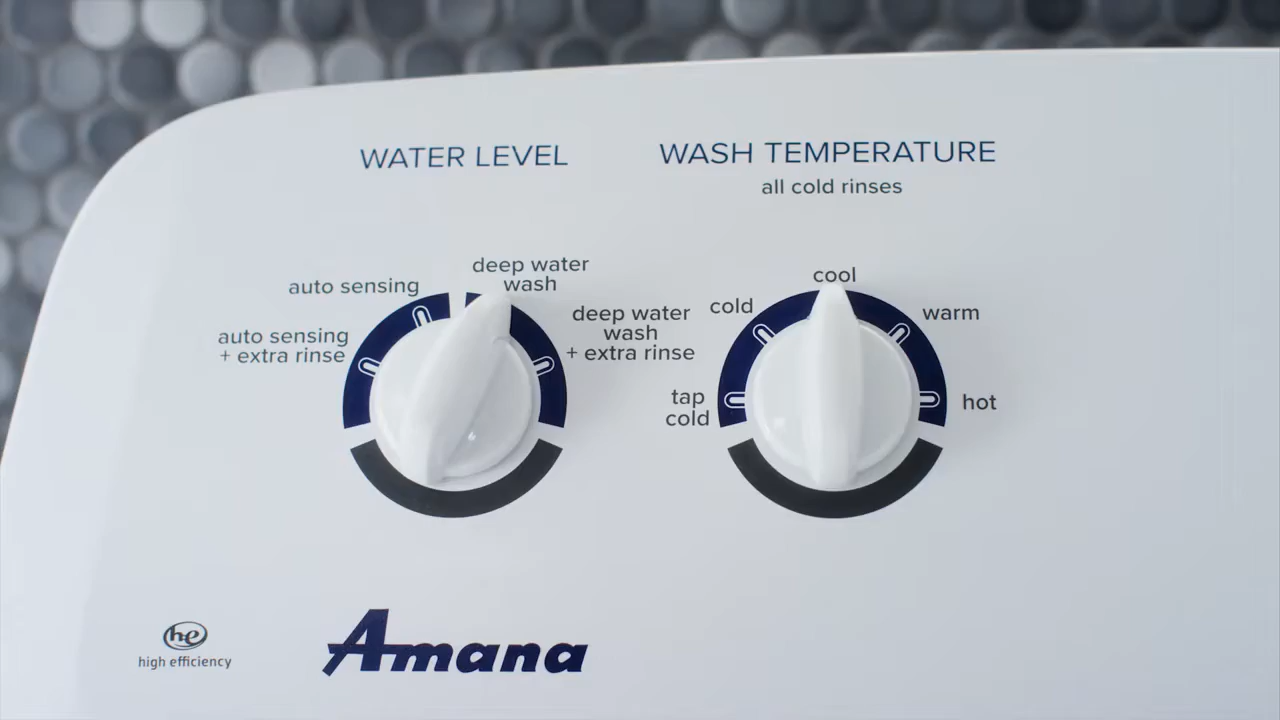 WATER LEVEL
auto sensing
+ extra rinse
auto sensing
deep water
wash
deep water
wash
+ extra rinse
WASH TEMPERATURE
all cold rinses
tap
cold
cold
cool
warm
hot
he
high efficiency
Amana